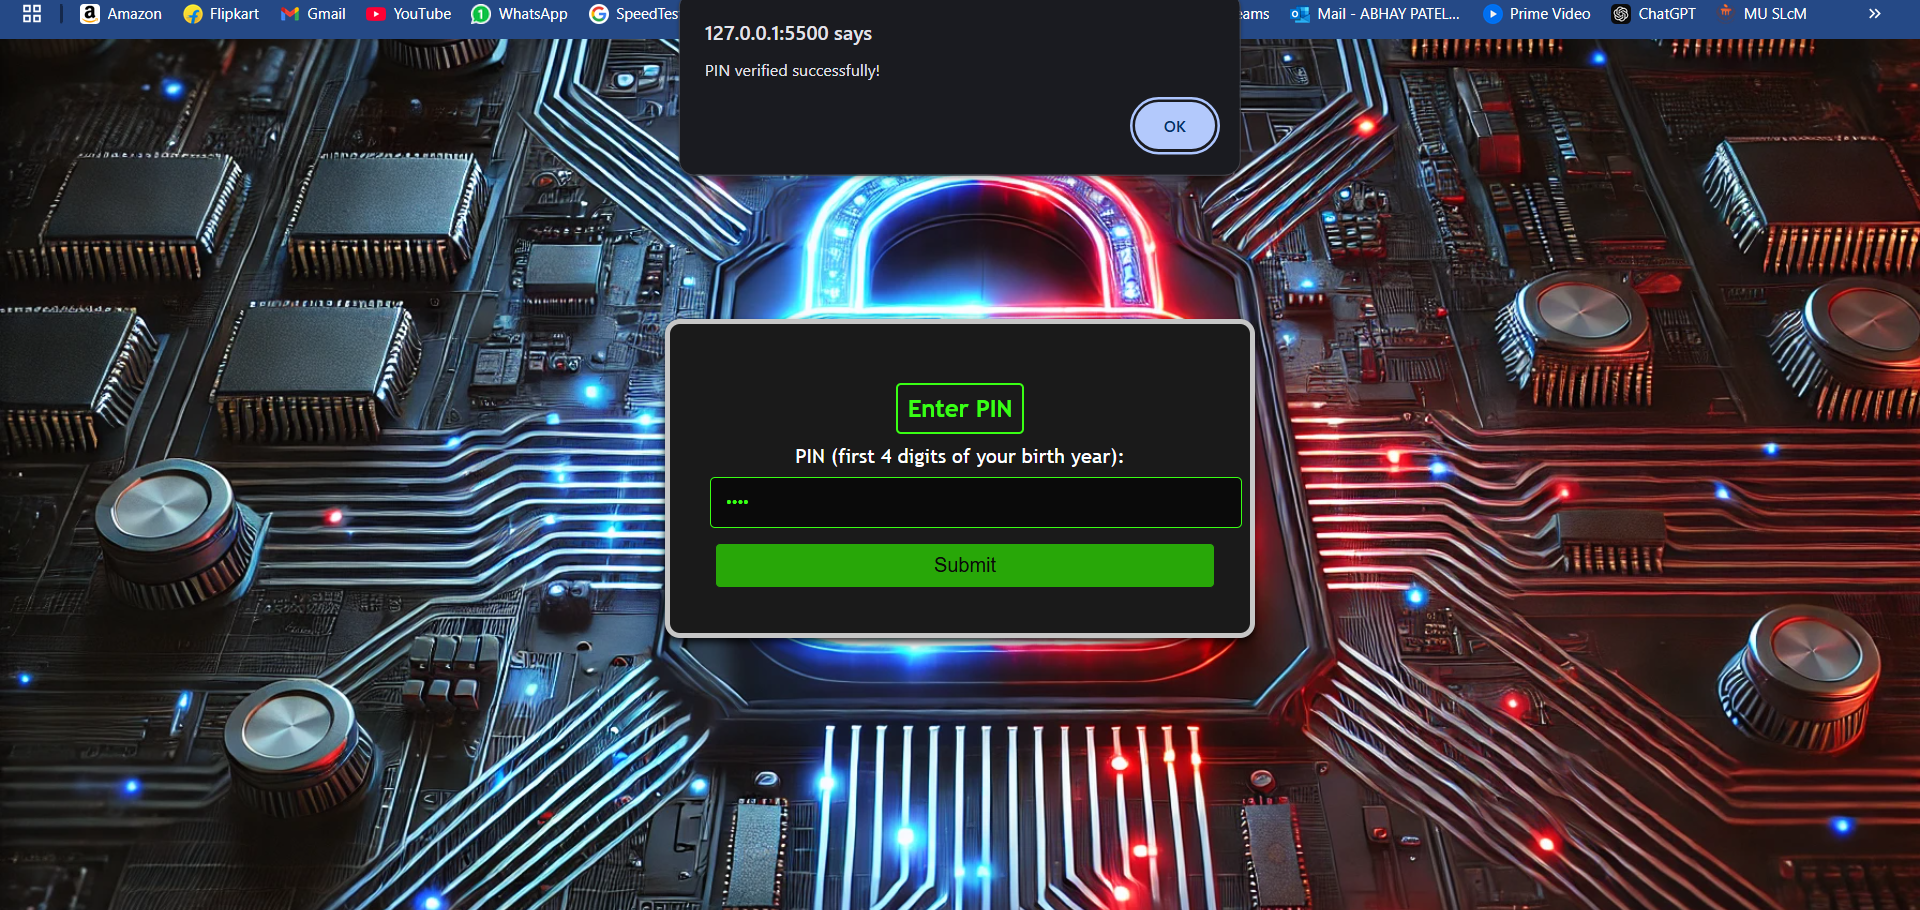 Amazon Flipkart Gmail YouTube WhatsApp SpeedTes eams Mail - ABHAY PATEL... Prime Video ChatGPT MU SLcM
127.0.0.1:5500 says
PIN verified successfully!
OK
Enter PIN
PIN (first 4 digits of your birth year):
••••
Submit